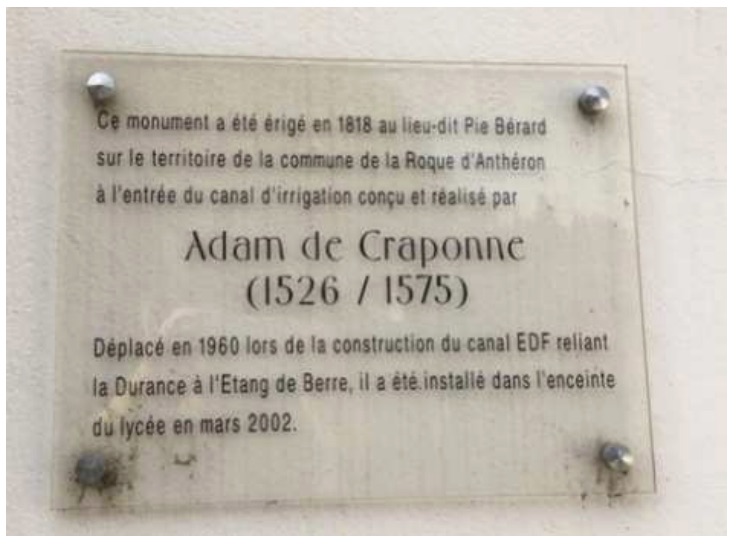 Ce monument a été érigé en 1818 au lieu-dit Pie Bérard
sur le territoire de la commune de la Roque d'Anthéron
à l'entrée du canal d'irrigation conçu et réalisé par
Adam de Craponne
(1526 / 1575)
Déplacé en 1960 lors de la construction du canal EDF reliant
la Durance à l'Etang de Berre, il a été installé dans l'enceinte
du lycée en mars 2002.